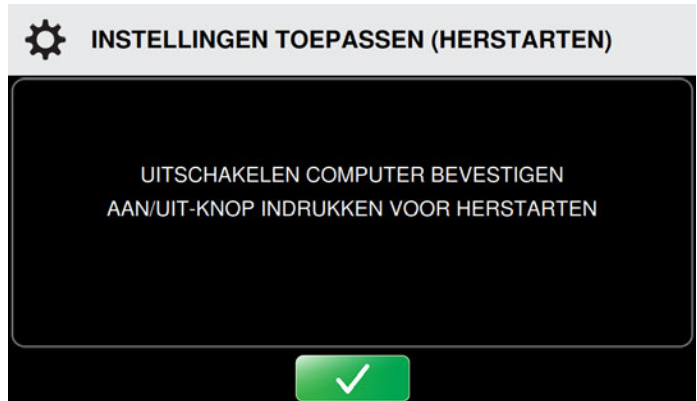 INSTELLINGEN TOEPASSEN (HERSTARTEN)
UITSCHAKELEN COMPUTER BEVESTIGEN
AAN/UIT-KNOP INDRUKKEN VOOR HERSTARTEN